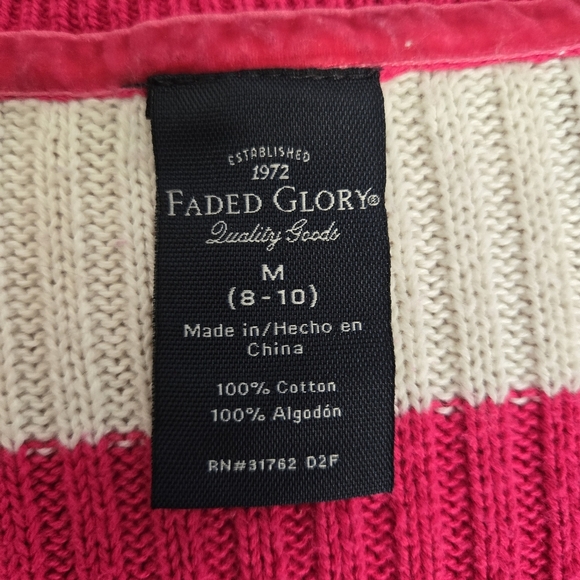 ESTABLISHED
1972
FADED GLORY®
Quality Goods
M
(8-10)
Made in/Hecho en
China
100% Cotton
100% Algodón
RN#31762 D2F